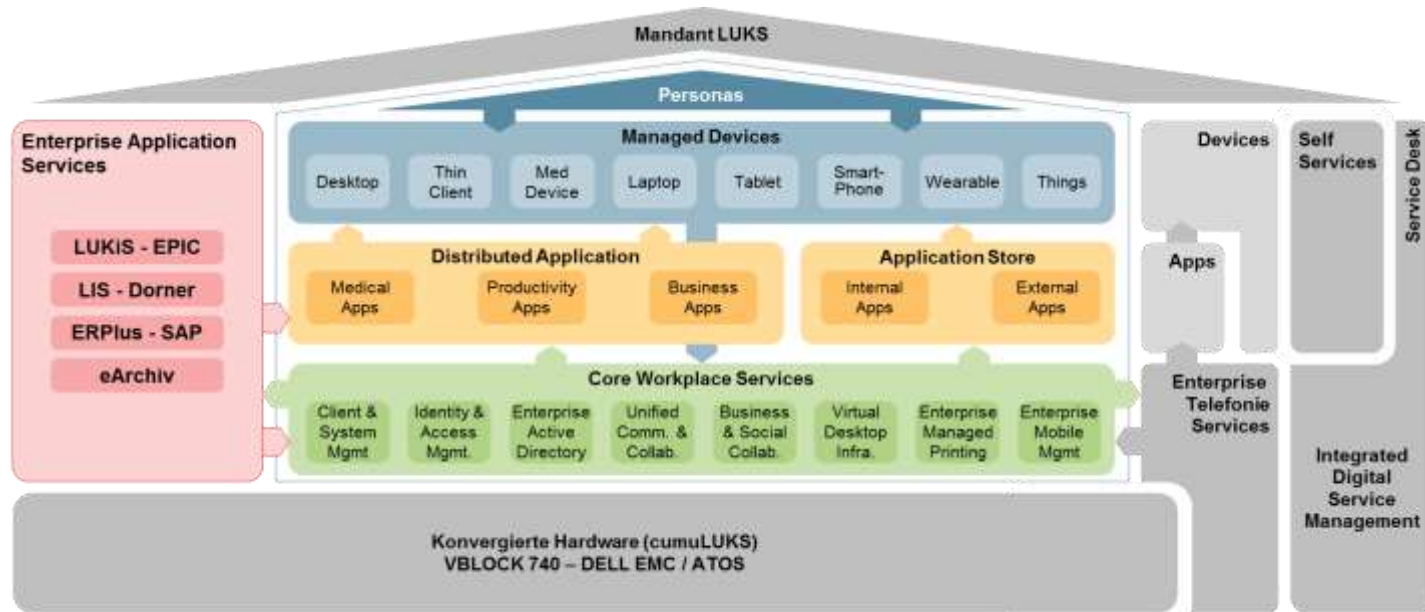 Mandant LUKS
Personas
Enterprise Application
Services
LUKiS - EPIC
LIS - Dorner
ERPlus - SAP
eArchiv
Managed Devices
Desktop
Thin
Client
Med
Device
Laptop
Tablet
Smart-
Phone
Wearable
Things
Distributed Application
Medical
Apps
Productivity
Apps
Business
Apps
Application Store
Internal
Apps
External
Apps
Core Workplace Services
Client &
System
Mgmt
Identity &
Access
Mgmt.
Enterprise
Active
Directory
Unified
Comm. &
Collab.
Business
& Social
Collab.
Virtual
Desktop
Infra.
Enterprise
Managed
Printing
Enterprise
Mobile
Mgmt
Devices
Apps
Enterprise
Telefonie
Services
Self
Services
Service Desk
Integrated
Digital
Service
Management
Konvergierte Hardware (cumuLUKS)
VBLOCK 740 – DELL EMC / ATOS